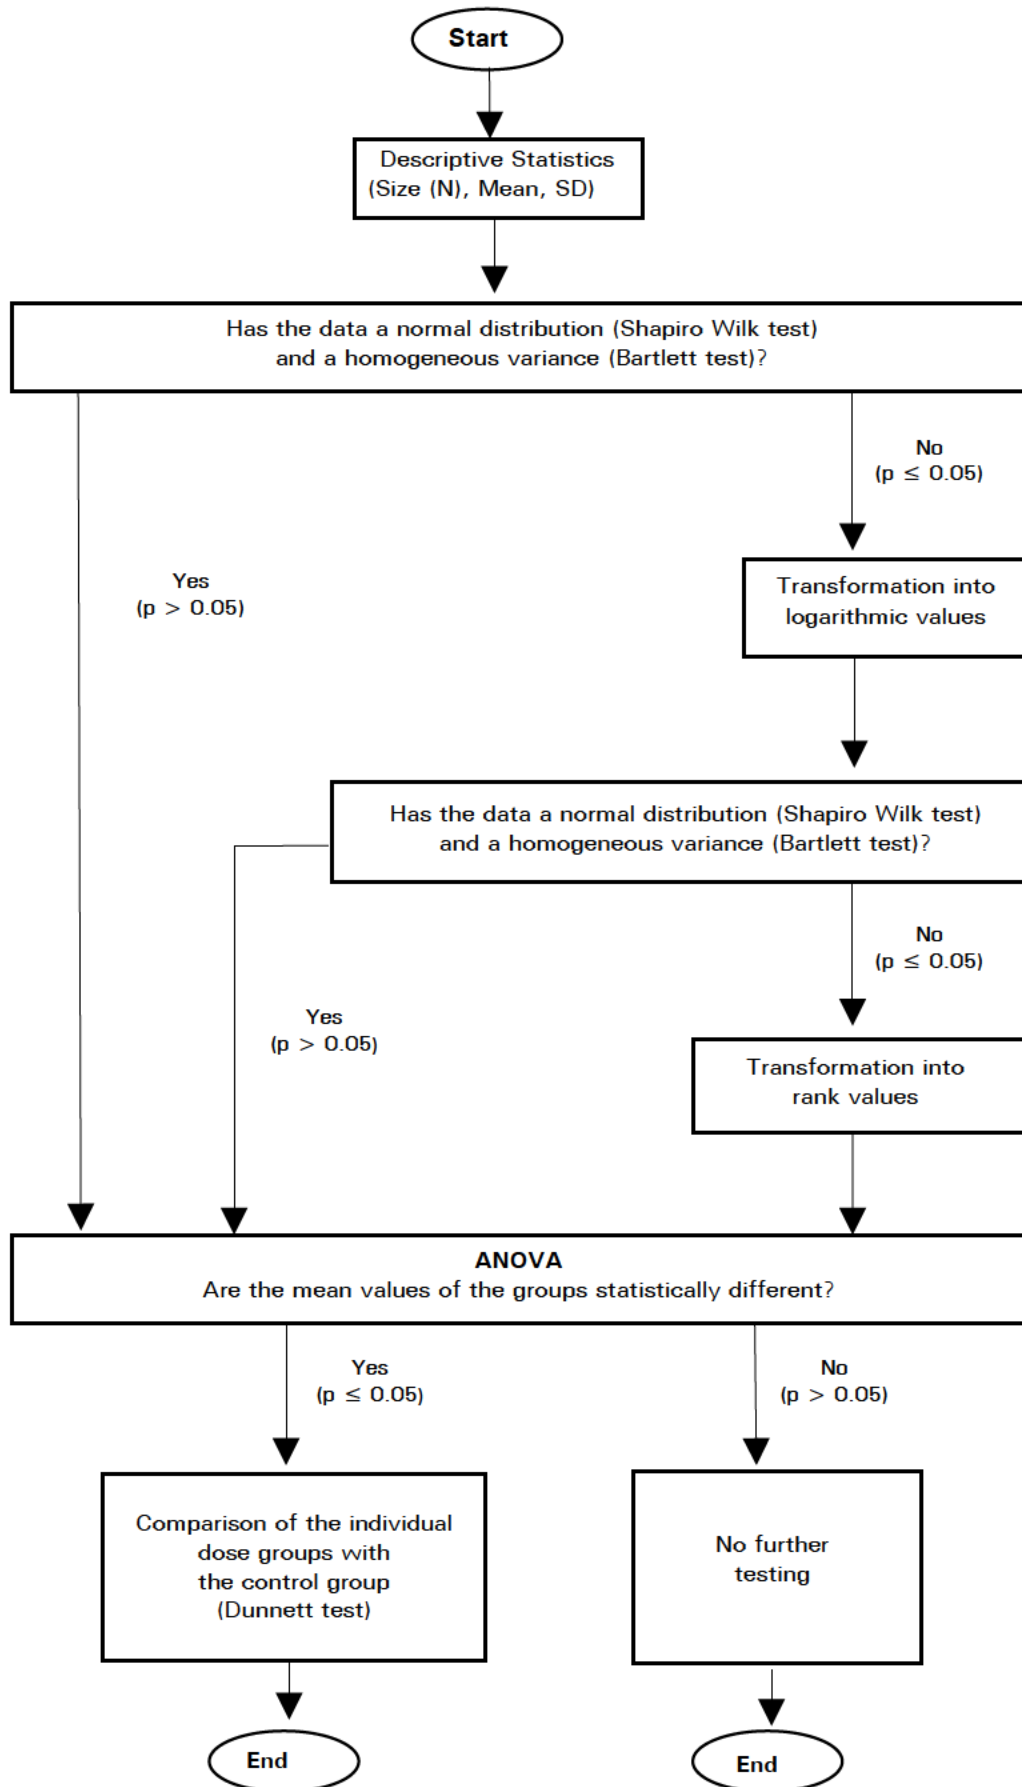 Start
Descriptive Statistics
(Size (N), Mean, SD)
Has the data a normal distribution (Shapiro Wilk test)
and a homogeneous variance (Bartlett test)?
No
(p ≤ 0.05)
Yes
(p > 0.05)
Transformation into
logarithmic values
Has the data a normal distribution (Shapiro Wilk test)
and a homogeneous variance (Bartlett test)?
No
(p ≤ 0.05)
Yes
(p > 0.05)
Transformation into
rank values
ANOVA
Are the mean values of the groups statistically different?
Yes
(p ≤ 0.05)
No
(p > 0.05)
Comparison of the individual
dose groups with
the control group
(Dunnett test)
No further
testing
End
End